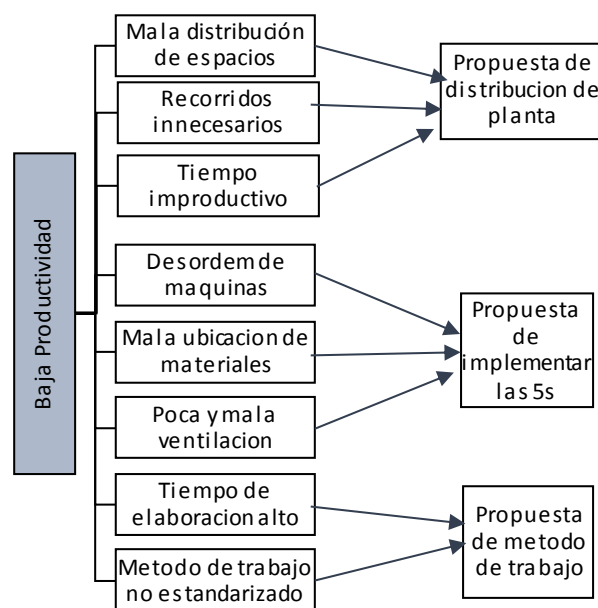 Baja Productividad
Mala distribución
de espacios
Recorridos
innecesarios
Tiempo
improductivo
Desordem de
maquinas
Mala ubicacion de
materiales
Poca y mala
ventilacion
Tiempo de
elaboracion alto
Metodo de trabajo
no estandarizado
Propuesta de
distribucion de
planta
Propuesta
de
implementar
las 5s
Propuesta
de metodo
de trabajo